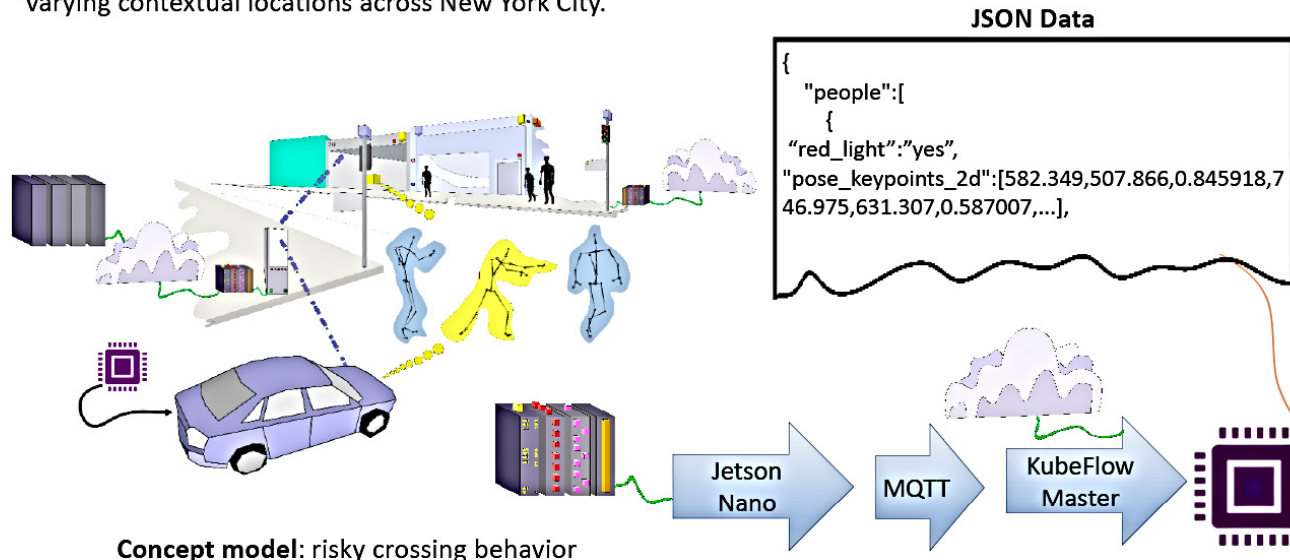 varying contextual locations across New York City.
JSON Data
{
"people":[
{
“red_light”:”yes”,
"pose_keypoints_2d":[582.349,507.866,0.845918,7
46.975,631.307,0.587007,...],
Jetson
Nano
MQTT
KubeFlow
Master
Concept model: risky crossing behavior